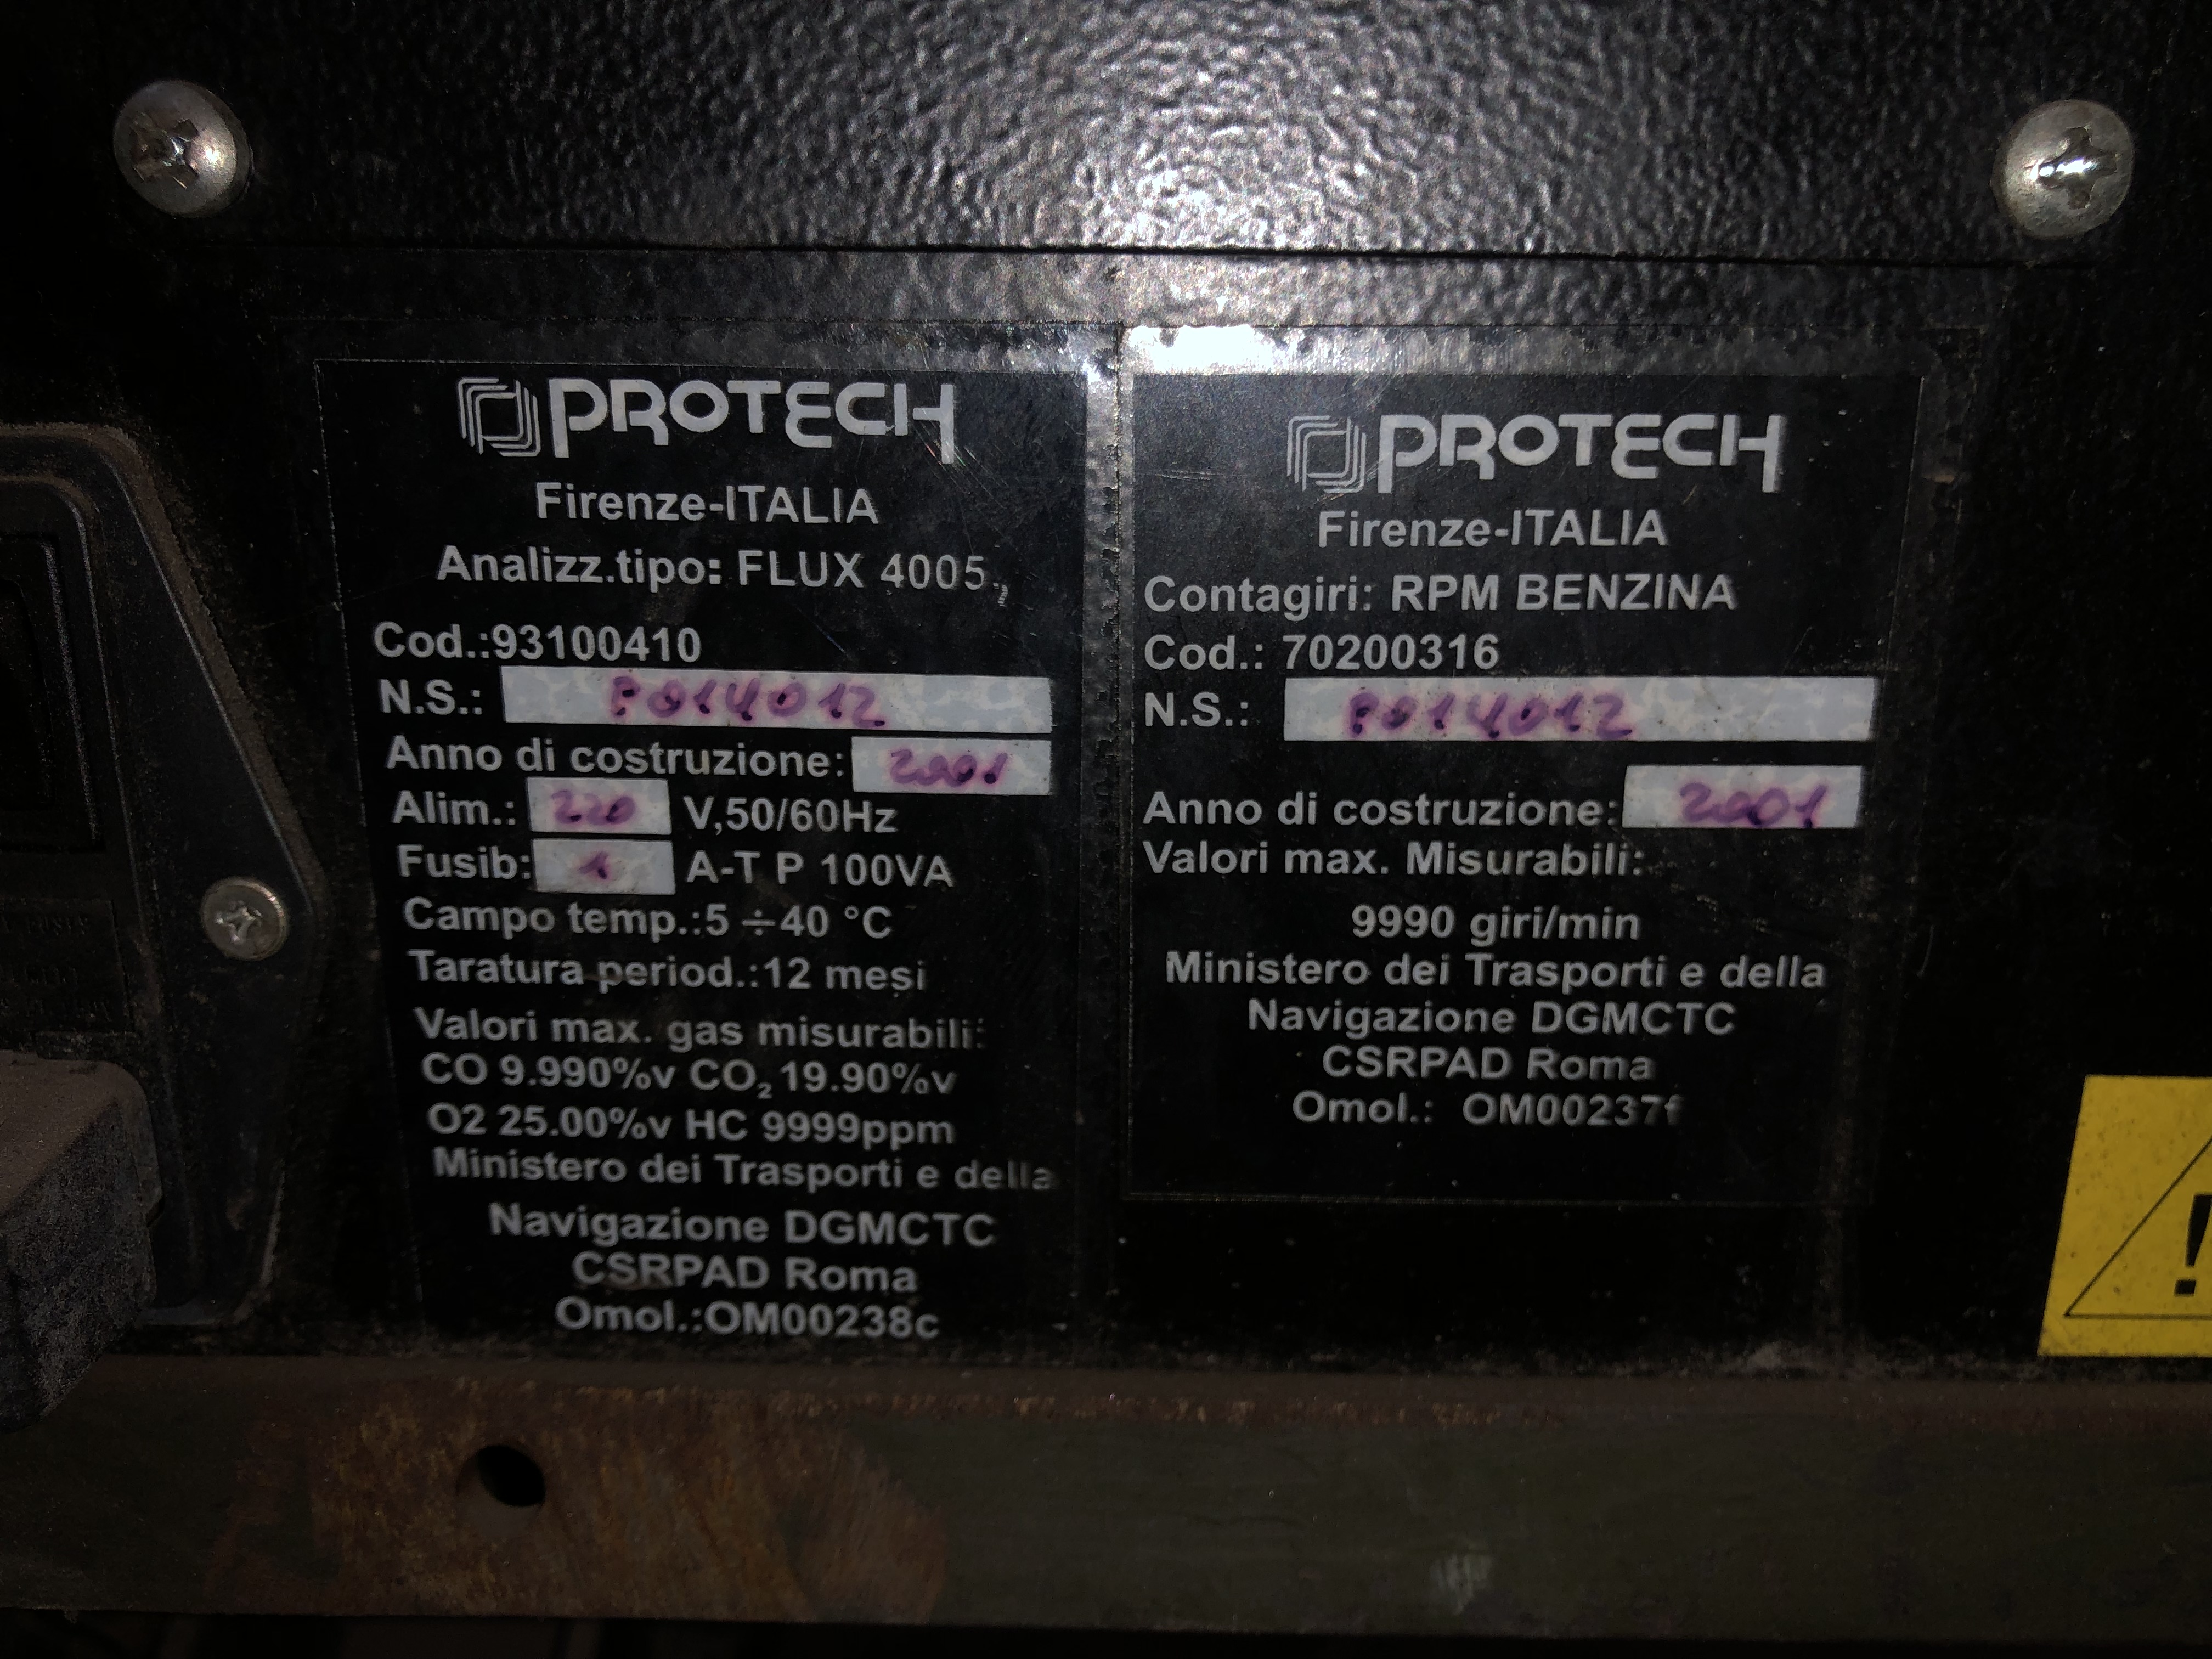 PROTECH
Firenze-ITALIA
Analizz.tipo: FLUX 4005
Cod.:93100410
N.S.: P014012
Anno di costruzione: 2001
Alim.: 220 V,50/60Hz
Fusib: 1 A-T P 100VA
Campo temp.:5 ÷40 °C
Taratura period.:12 mesi
Valori max. gas misurabili:
CO 9.990%v CO₂ 19.90%v
O2 25.00%v HC 9999ppm
Ministero dei Trasporti e della
Navigazione DGMCTC
CSRPAD Roma
Omol.:OM00238c
PROTECH
Firenze-ITALIA
Contagiri: RPM BENZINA
Cod.: 70200316
N.S.: P014012
Anno di costruzione: 2001
Valori max. Misurabili:
9990 giri/min
Ministero dei Trasporti e della
Navigazione DGMCTC
CSRPAD Roma
Omol.: OM00237f
!